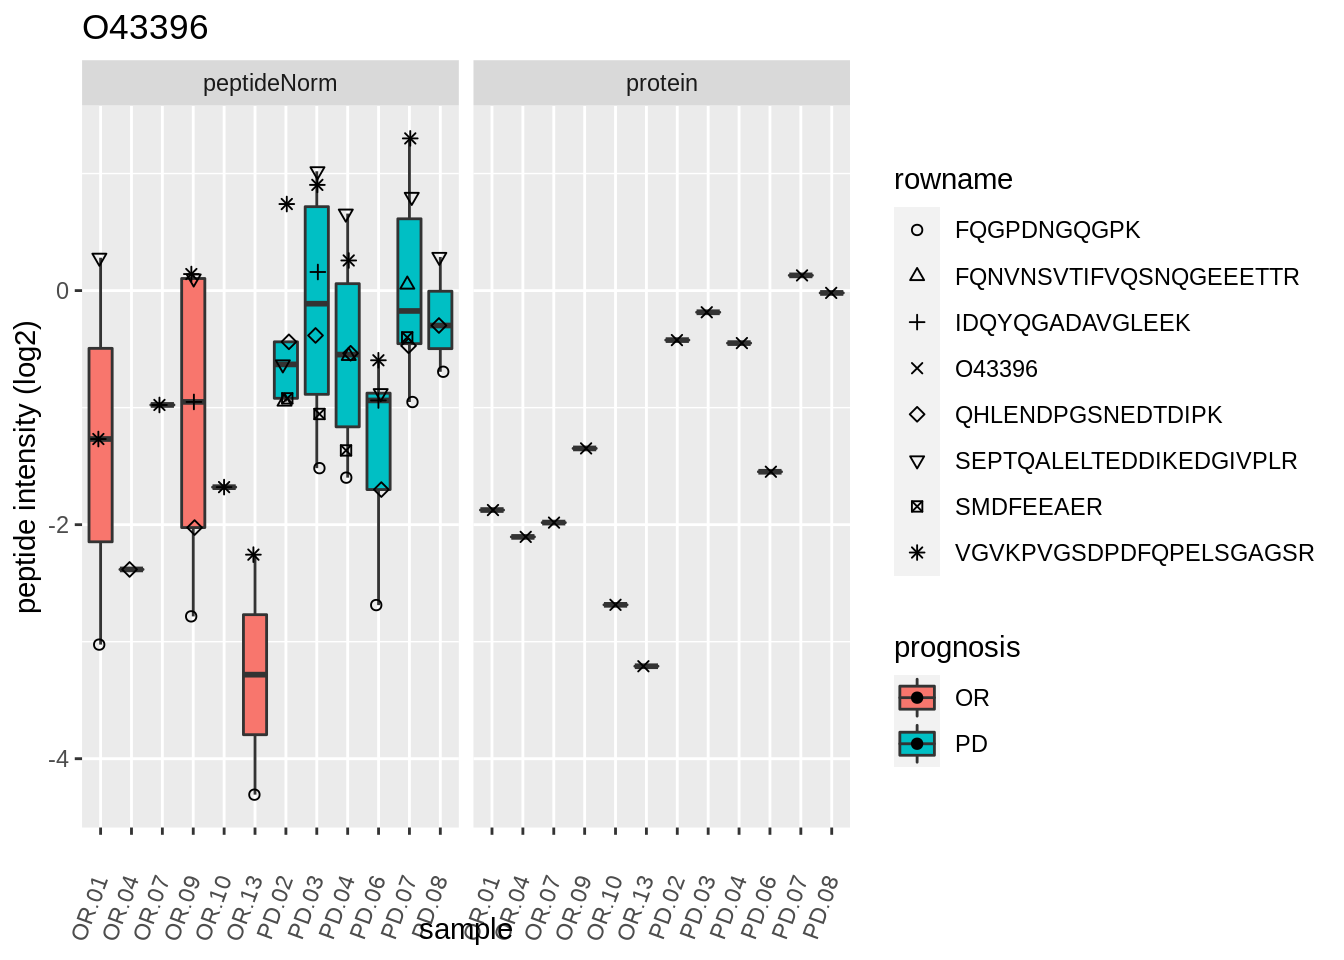 O43396
peptideNorm
protein
peptide intensity (log2)
0
-2
-4
OR.01
OR.04
OR.07
OR.09
OR.10
OR.13
PD.02
PD.03
PD.04
PD.06
PD.07
PD.08
OR.01
OR.04
OR.07
OR.09
OR.10
OR.13
PD.02
PD.03
PD.04
PD.06
PD.07
PD.08
sample
rowname
FQGPDNGQGPK
FQNVNSVTIFVQSNQGEEETTR
IDQYQGADAVGLEEK
O43396
QHLENDPGSNEDTDIPK
SEPTQALELTEDDIKEDGIVPLR
SMDFEEAER
VGVKPVGSDPDFQPELSGAGSR
prognosis
OR
PD